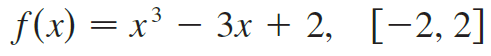 f(x) = x³ − 3x + 2, [−2, 2]